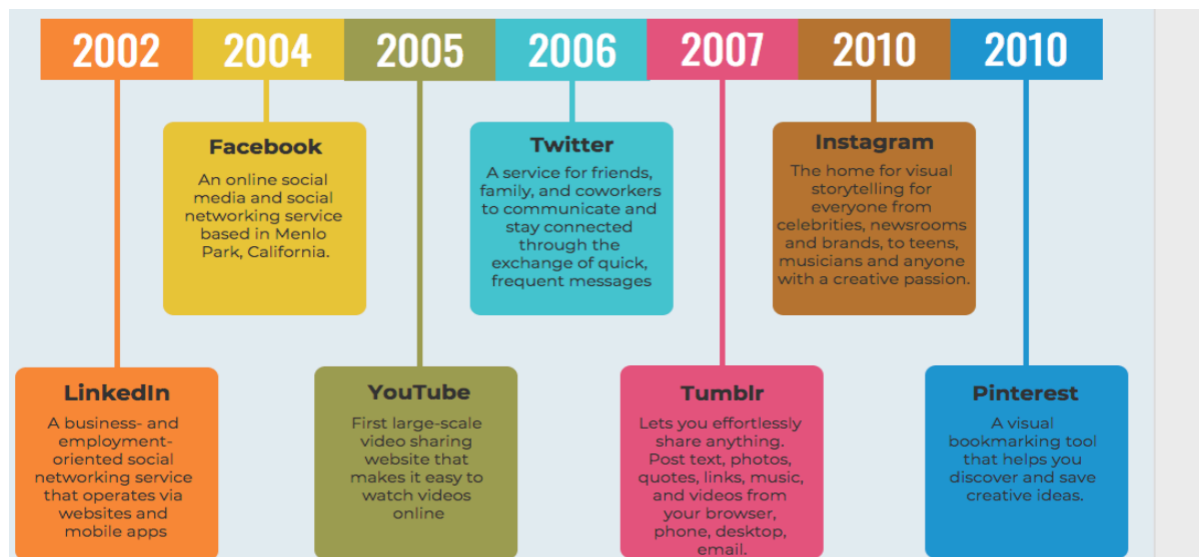 2002 2004 2005 2006 2007 2010 2010
Facebook
An online social
media and social
networking service
based in Menlo
Park, California.
Twitter
A service for friends,
family, and coworkers
to communicate and
stay connected
through the
exchange of quick,
frequent messages
Instagram
The home for visual
storytelling for
everyone from
celebrities, newsrooms
and brands, to teens,
musicians and anyone
with a creative passion.
LinkedIn
A business- and
employment-
oriented social
networking service
that operates via
websites and
mobile apps
YouTube
First large-scale
video sharing
website that
makes it easy to
watch videos
online
Tumblr
Lets you effortlessly
share anything.
Post text, photos,
quotes, links, music,
and videos from
your browser,
phone, desktop,
email.
Pinterest
A visual
bookmarking tool
that helps you
discover and save
creative ideas.